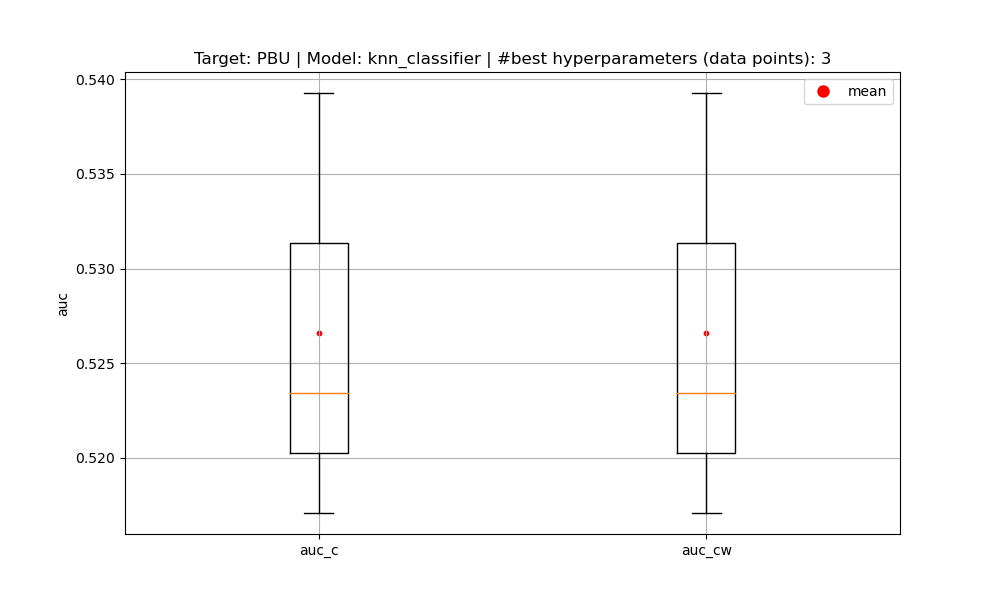 Target: PBU | Model: knn_classifier | #best hyperparameters (data points): 3
mean
auc
0.540
0.535
0.530
0.525
0.520
auc_c
auc_cw